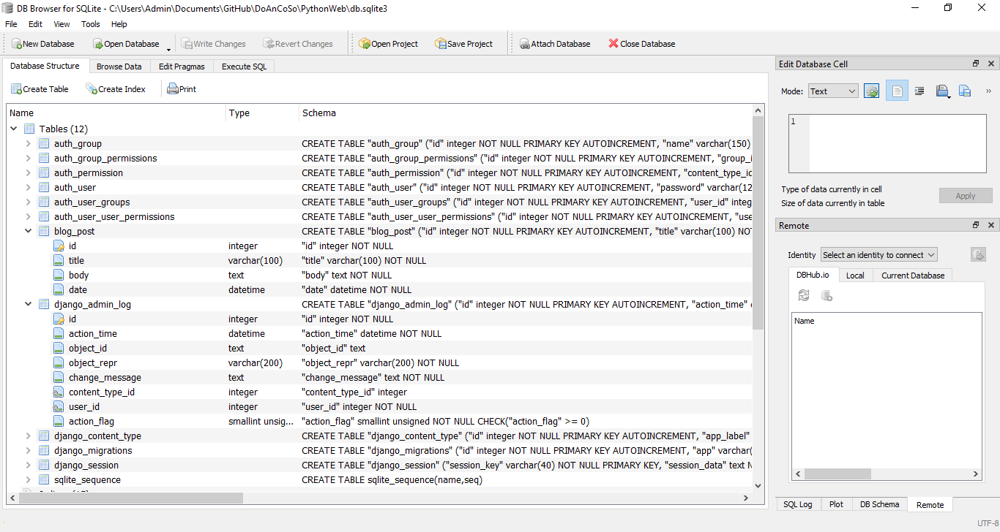 DB Browser for SQLite - C:\Users\Admin\Documents\GitHub\DoAnCoSo\PythonWeb\db.sqlite3
File Edit View Tools Help
New Database Open Database Write Changes Revert Changes Open Project Save Project Attach Database Close Database
Database Structure Browse Data Edit Pragmas Execute SQL
Create Table Create Index Print
Name Type Schema
Tables (12)
auth_group CREATE TABLE "auth_group" ("id" integer NOT NULL PRIMARY KEY AUTOINCREMENT, "name" varchar(150)
auth_group_permissions CREATE TABLE "auth_group_permissions" ("id" integer NOT NULL PRIMARY KEY AUTOINCREMENT, "group_i
auth_permission CREATE TABLE "auth_permission" ("id" integer NOT NULL PRIMARY KEY AUTOINCREMENT, "content_type_id
auth_user CREATE TABLE "auth_user" ("id" integer NOT NULL PRIMARY KEY AUTOINCREMENT, "password" varchar(12
auth_user_groups CREATE TABLE "auth_user_groups" ("id" integer NOT NULL PRIMARY KEY AUTOINCREMENT, "user_id" integ
auth_user_user_permissions CREATE TABLE "auth_user_user_permissions" ("id" integer NOT NULL PRIMARY KEY AUTOINCREMENT, "use
blog_post CREATE TABLE "blog_post" ("id" integer NOT NULL PRIMARY KEY AUTOINCREMENT, "title" varchar(100) NO
id integer "id" integer NOT NULL
title varchar(100) "title" varchar(100) NOT NULL
body text "body" text NOT NULL
date datetime "date" datetime NOT NULL
django_admin_log CREATE TABLE "django_admin_log" ("id" integer NOT NULL PRIMARY KEY AUTOINCREMENT, "action_time"
id integer "id" integer NOT NULL
action_time datetime "action_time" datetime NOT NULL
object_id text "object_id" text
object_repr varchar(200) "object_repr" varchar(200) NOT NULL
change_message text "change_message" text NOT NULL
content_type_id integer "content_type_id" integer
user_id integer "user_id" integer NOT NULL
action_flag smallint unsig... "action_flag" smallint unsigned NOT NULL CHECK("action_flag" >= 0)
django_content_type CREATE TABLE "django_content_type" ("id" integer NOT NULL PRIMARY KEY AUTOINCREMENT, "app_label"
django_migrations CREATE TABLE "django_migrations" ("id" integer NOT NULL PRIMARY KEY AUTOINCREMENT, "app" varchar(
django_session CREATE TABLE "django_session" ("session_key" varchar(40) NOT NULL PRIMARY KEY, "session_data" text N
sqlite_sequence CREATE TABLE sqlite_sequence(name,seq)
Edit Database Cell
Mode: Text
1
Type of data currently in cell
Size of data currently in table
Apply
Remote
Identity Select an identity to connect
DBHub.io Local Current Database
Name
SQL Log Plot DB Schema Remote
UTF-8